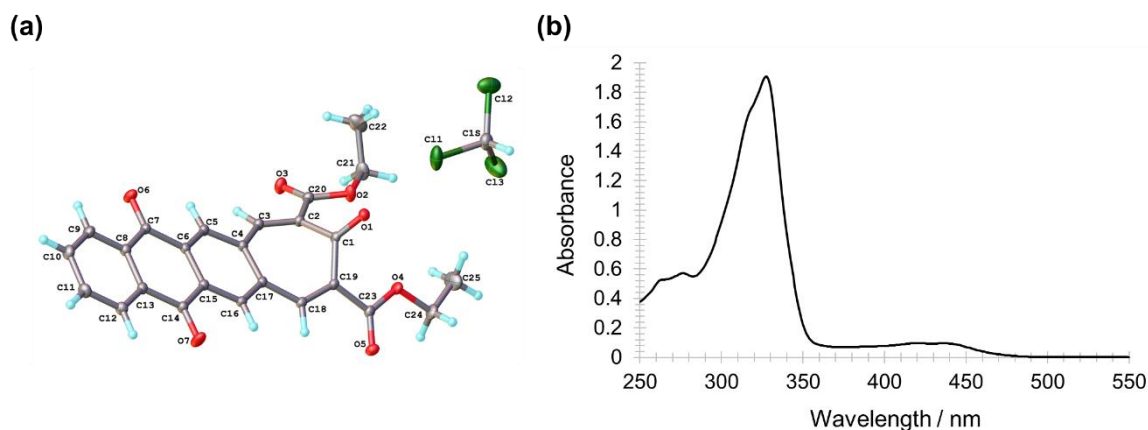 (a)
(b)
Cl2
C22
Cl1
C1S
C21
Cl3
O3
C20
O2
O6
C3
C2
O1
C7
C5
C9
C1
C8
C6
C4
C10
C25
C19
O4
C11
C13
C15
C17
C23
C12
C14
C16
C18
C24
O7
O5
Absorbance
2
1.8
1.6
1.4
1.2
1
0.8
0.6
0.4
0.2
0
250 300 350 400 450 500 550
Wavelength / nm